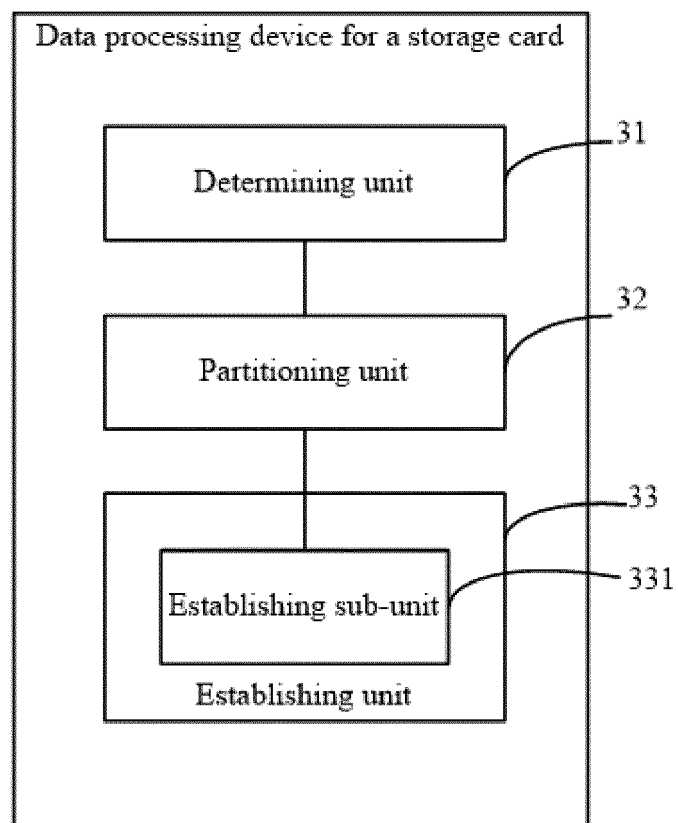 Data processing device for a storage card
31
Determining unit
32
Partitioning unit
33
331
Establishing sub-unit
Establishing unit